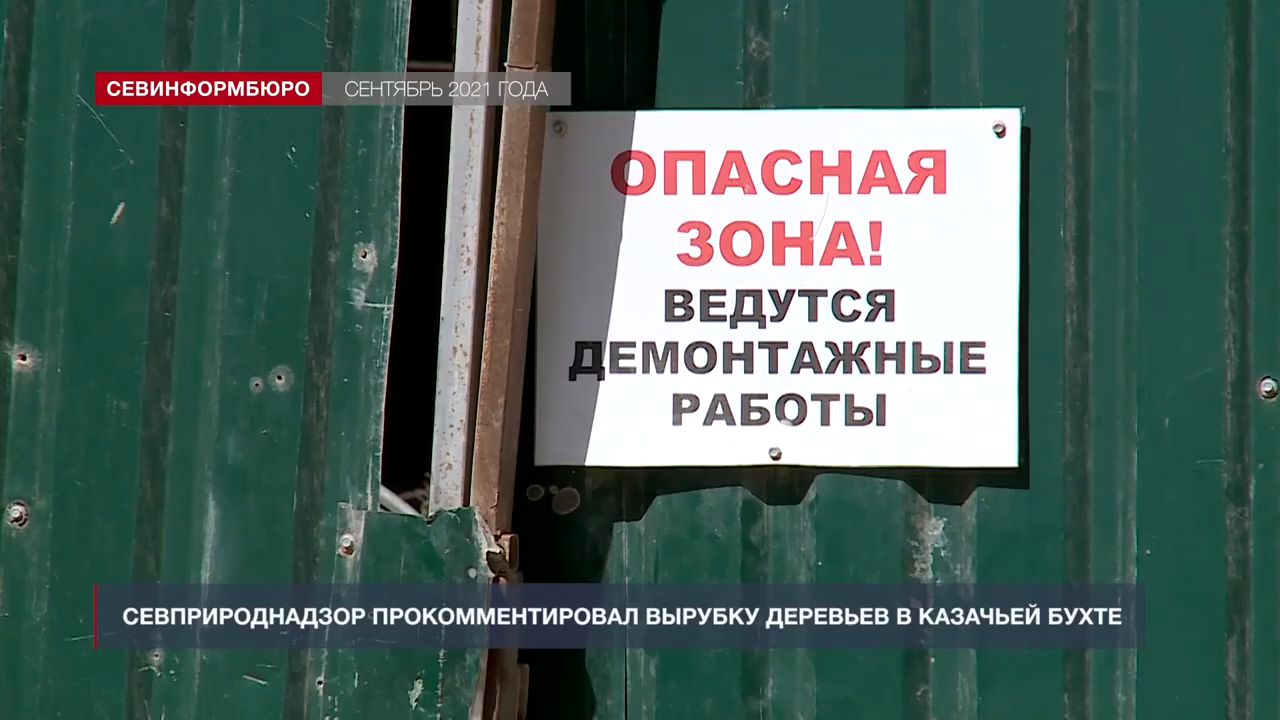 СЕВИНФОРМБЮРО СЕНТЯБРЬ 2021 ГОДА
ОПАСНАЯ
ЗОНА!
ВЕДУТСЯ
ДЕМОНТАЖНЫЕ
РАБОТЫ
СЕВПРИРОДНАДЗОР ПРОКОММЕНТИРОВАЛ ВЫРУБКУ ДЕРЕВЬЕВ В КАЗАЧЬЕЙ БУХТЕ